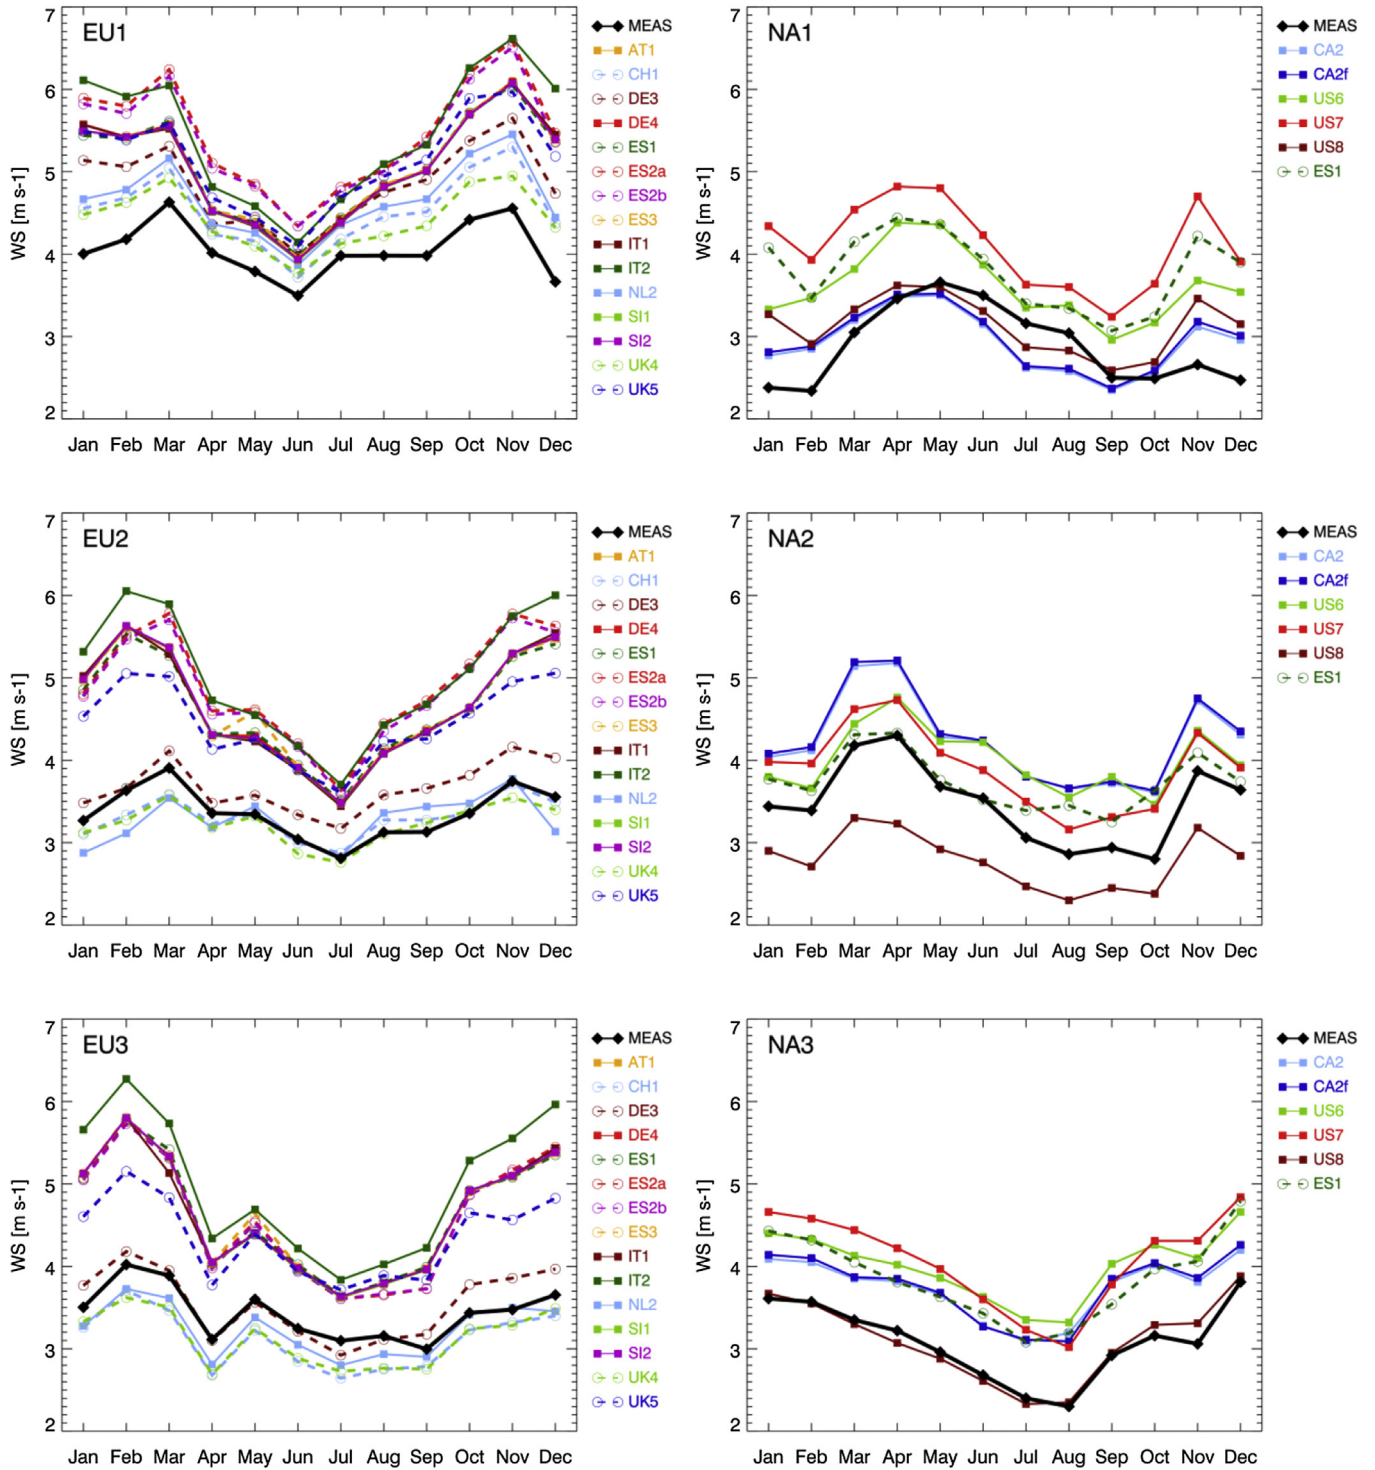 EU1
WS [m s-1]
7
6
5
4
3
2
Jan Feb Mar Apr May Jun Jul Aug Sep Oct Nov Dec
MEAS
AT1
CH1
DE3
DE4
ES1
ES2a
ES2b
ES3
IT1
IT2
NL2
SI1
SI2
UK4
UK5
NA1
WS [m s-1]
7
6
5
4
3
2
Jan Feb Mar Apr May Jun Jul Aug Sep Oct Nov Dec
MEAS
CA2
CA2f
US6
US7
US8
ES1
EU2
WS [m s-1]
7
6
5
4
3
2
Jan Feb Mar Apr May Jun Jul Aug Sep Oct Nov Dec
MEAS
AT1
CH1
DE3
DE4
ES1
ES2a
ES2b
ES3
IT1
IT2
NL2
SI1
SI2
UK4
UK5
NA2
WS [m s-1]
7
6
5
4
3
2
Jan Feb Mar Apr May Jun Jul Aug Sep Oct Nov Dec
MEAS
CA2
CA2f
US6
US7
US8
ES1
EU3
WS [m s-1]
7
6
5
4
3
2
Jan Feb Mar Apr May Jun Jul Aug Sep Oct Nov Dec
MEAS
AT1
CH1
DE3
DE4
ES1
ES2a
ES2b
ES3
IT1
IT2
NL2
SI1
SI2
UK4
UK5
NA3
WS [m s-1]
7
6
5
4
3
2
Jan Feb Mar Apr May Jun Jul Aug Sep Oct Nov Dec
MEAS
CA2
CA2f
US6
US7
US8
ES1